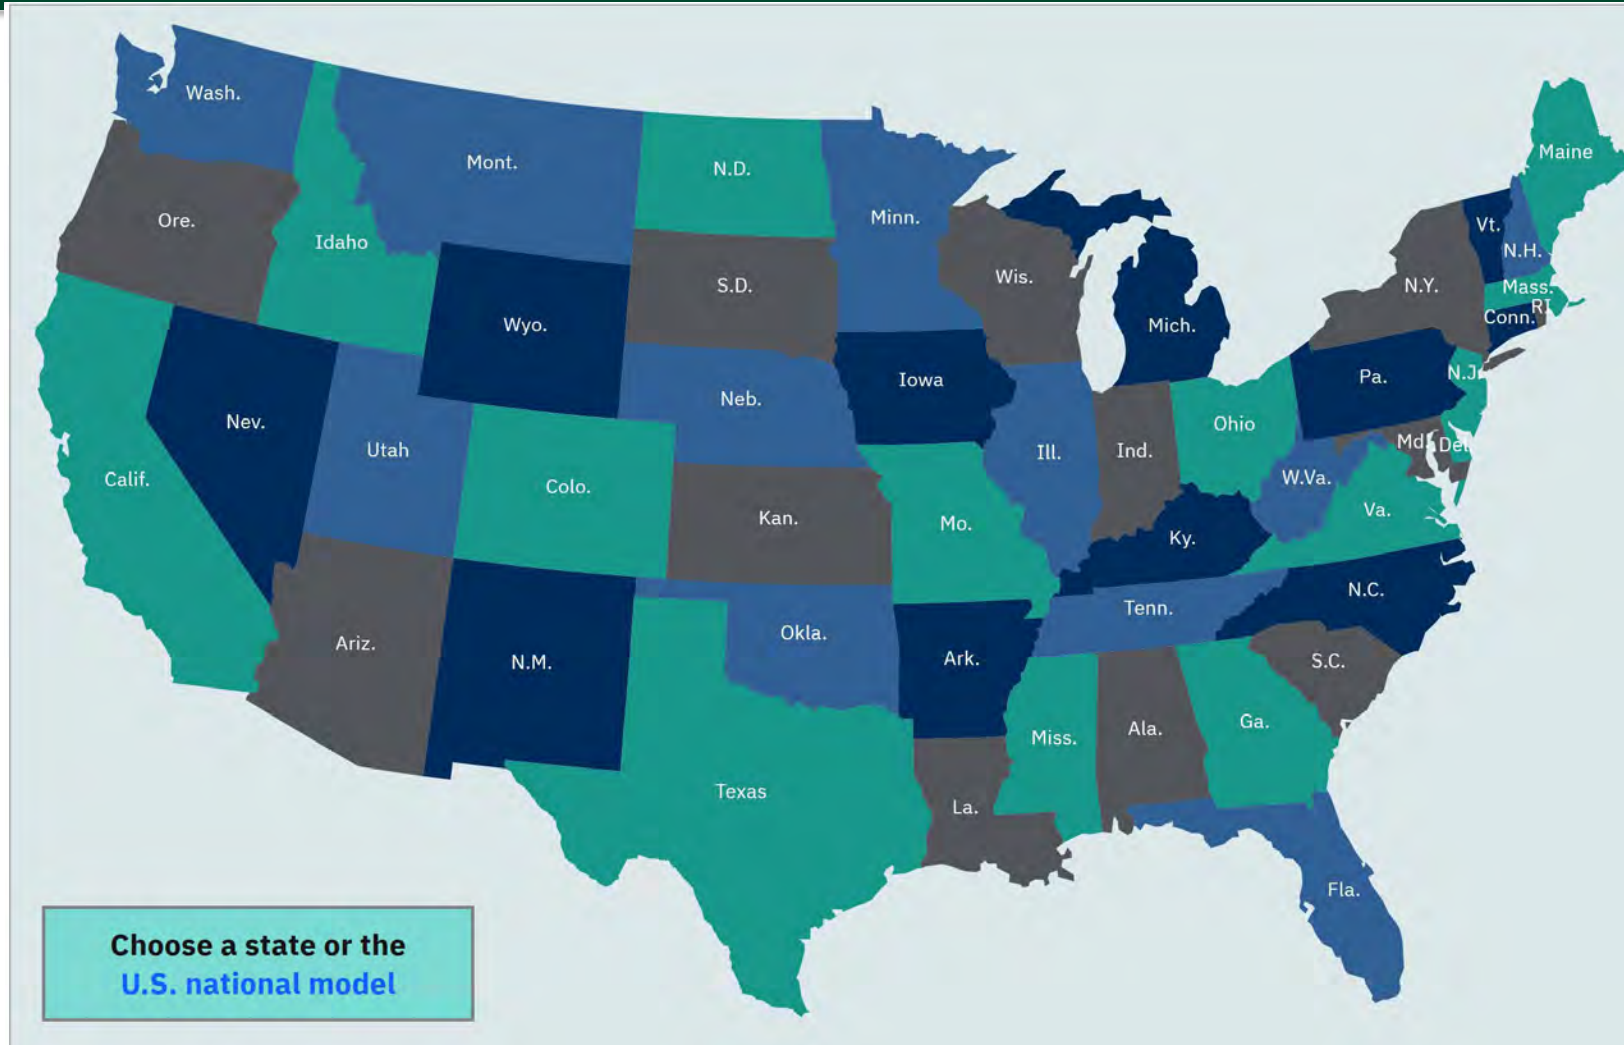 Wash.
Mont.
N.D.
Minn.
Maine
Ore.
Idaho
Vt.
N.H.
S.D.
Wis.
N.Y.
Mass.
RI
Conn.
Wyo.
Mich.
Iowa
Pa.
N.J.
Neb.
Nev.
Utah
Ohio
Md.
Del.
Calif.
Colo.
Ill.
Ind.
W.Va.
Kan.
Mo.
Va.
Ky.
N.C.
Tenn.
Ariz.
Okla.
N.M.
Ark.
S.C.
Miss.
Ala.
Ga.
Texas
La.
Fla.
Choose a state or the
U.S. national model